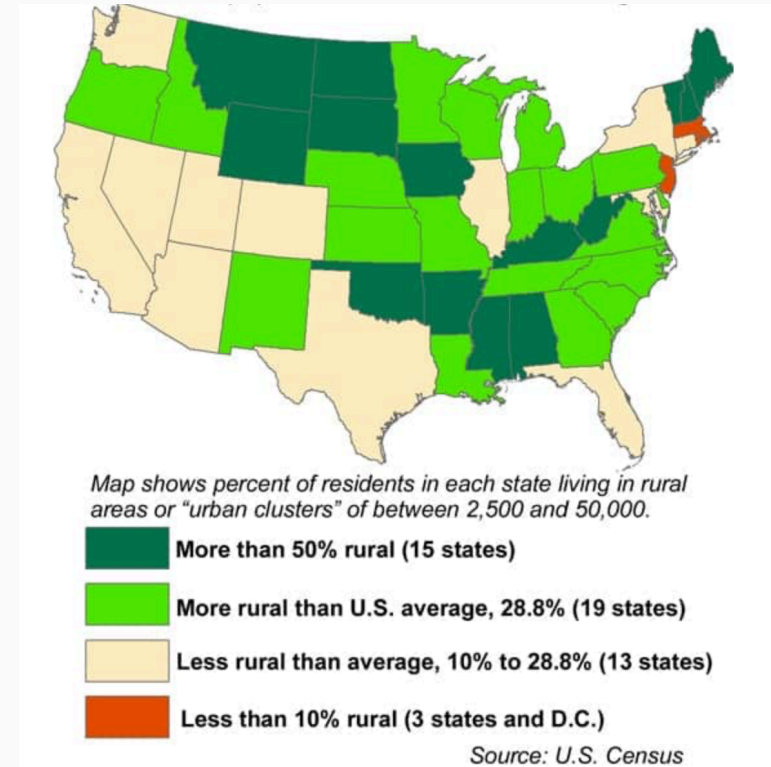 Map shows percent of residents in each state living in rural
areas or “urban clusters” of between 2,500 and 50,000.
More than 50% rural (15 states)
More rural than U.S. average, 28.8% (19 states)
Less rural than average, 10% to 28.8% (13 states)
Less than 10% rural (3 states and D.C.)
Source: U.S. Census